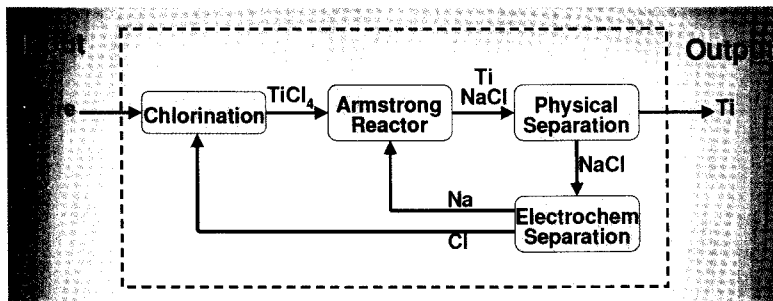 Output
Chlorination
TiCl4
Armstrong
Reactor
Ti
NaCl
Physical
Separation
Ti
NaCl
Electrochem
Separation
Na
Cl